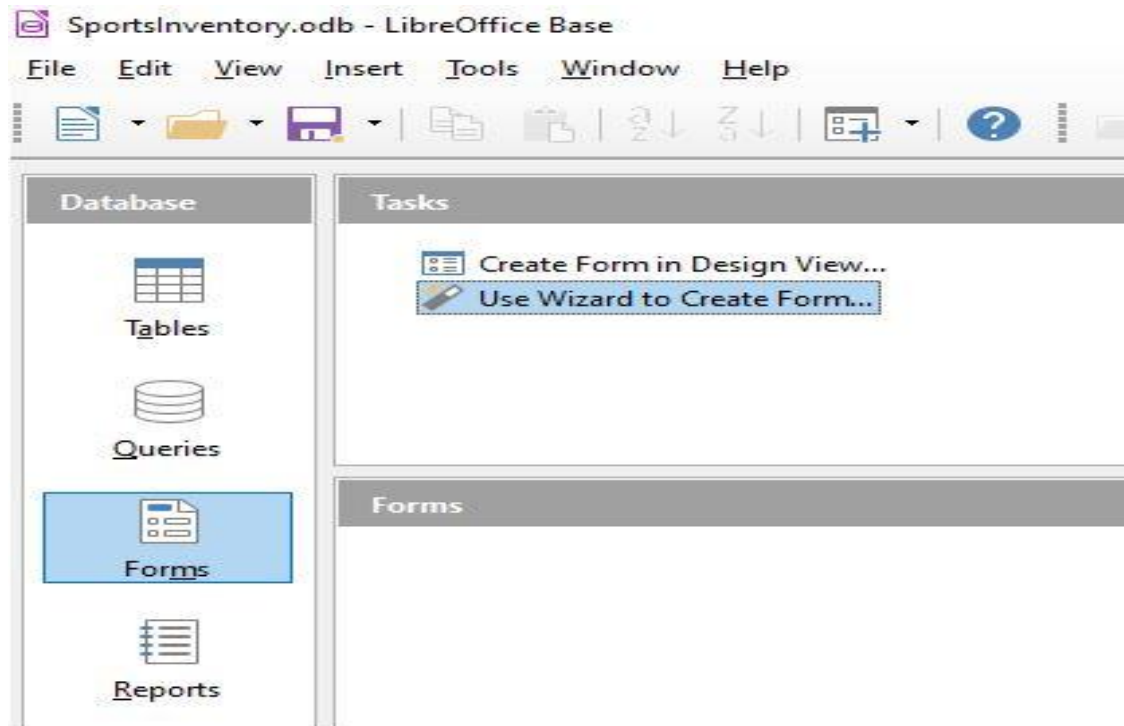 SportsInventory.odb - LibreOffice Base
File Edit View Insert Tools Window Help
Database
Tables
Queries
Forms
Reports
Tasks
Create Form in Design View...
Use Wizard to Create Form...
Forms